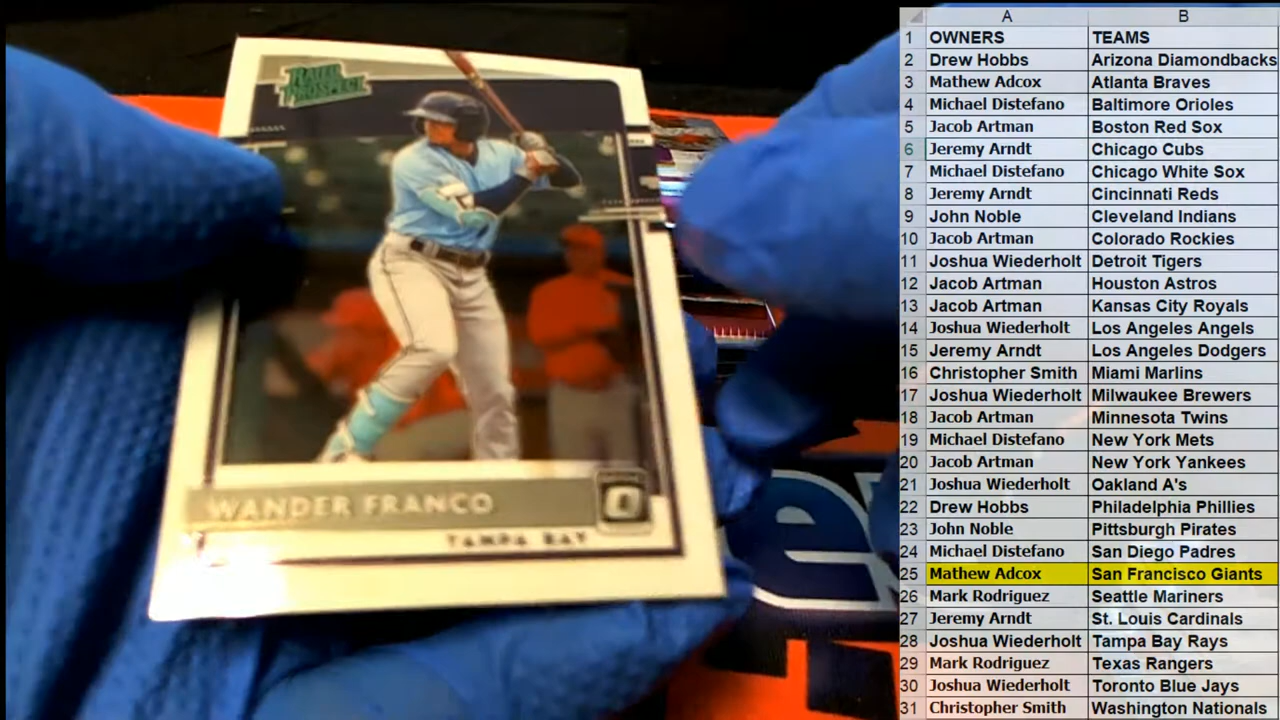 RATED
PROSPECT
WANDER FRANCO
TAMPA BAY
A B
1 OWNERS TEAMS
2 Drew Hobbs Arizona Diamondbacks
3 Mathew Adcox Atlanta Braves
4 Michael Distefano Baltimore Orioles
5 Jacob Artman Boston Red Sox
6 Jeremy Arndt Chicago Cubs
7 Michael Distefano Chicago White Sox
8 Jeremy Arndt Cincinnati Reds
9 John Noble Cleveland Indians
10 Jacob Artman Colorado Rockies
11 Joshua Wiederholt Detroit Tigers
12 Jacob Artman Houston Astros
13 Jacob Artman Kansas City Royals
14 Joshua Wiederholt Los Angeles Angels
15 Jeremy Arndt Los Angeles Dodgers
16 Christopher Smith Miami Marlins
17 Joshua Wiederholt Milwaukee Brewers
18 Jacob Artman Minnesota Twins
19 Michael Distefano New York Mets
20 Jacob Artman New York Yankees
21 Joshua Wiederholt Oakland A's
22 Drew Hobbs Philadelphia Phillies
23 John Noble Pittsburgh Pirates
24 Michael Distefano San Diego Padres
25 Mathew Adcox San Francisco Giants
26 Mark Rodriguez Seattle Mariners
27 Jeremy Arndt St. Louis Cardinals
28 Joshua Wiederholt Tampa Bay Rays
29 Mark Rodriguez Texas Rangers
30 Joshua Wiederholt Toronto Blue Jays
31 Christopher Smith Washington Nationals